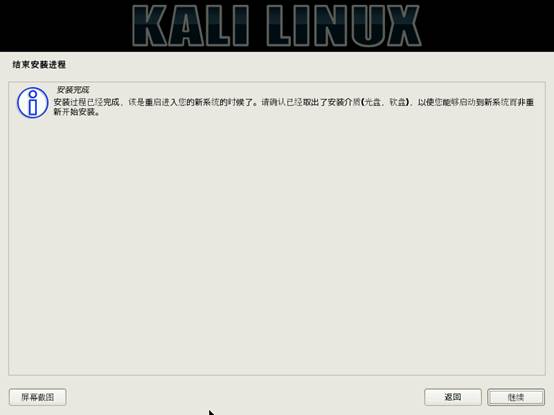 KALI LINUX
结束安装进程
安装完成
安装过程已经完成，该是重启进入您的新系统的时候了。请确认已经取出了安装介质(光盘，软盘)，以便您能够启动到新系统而非重
新开始安装。
屏幕截图
返回
继续